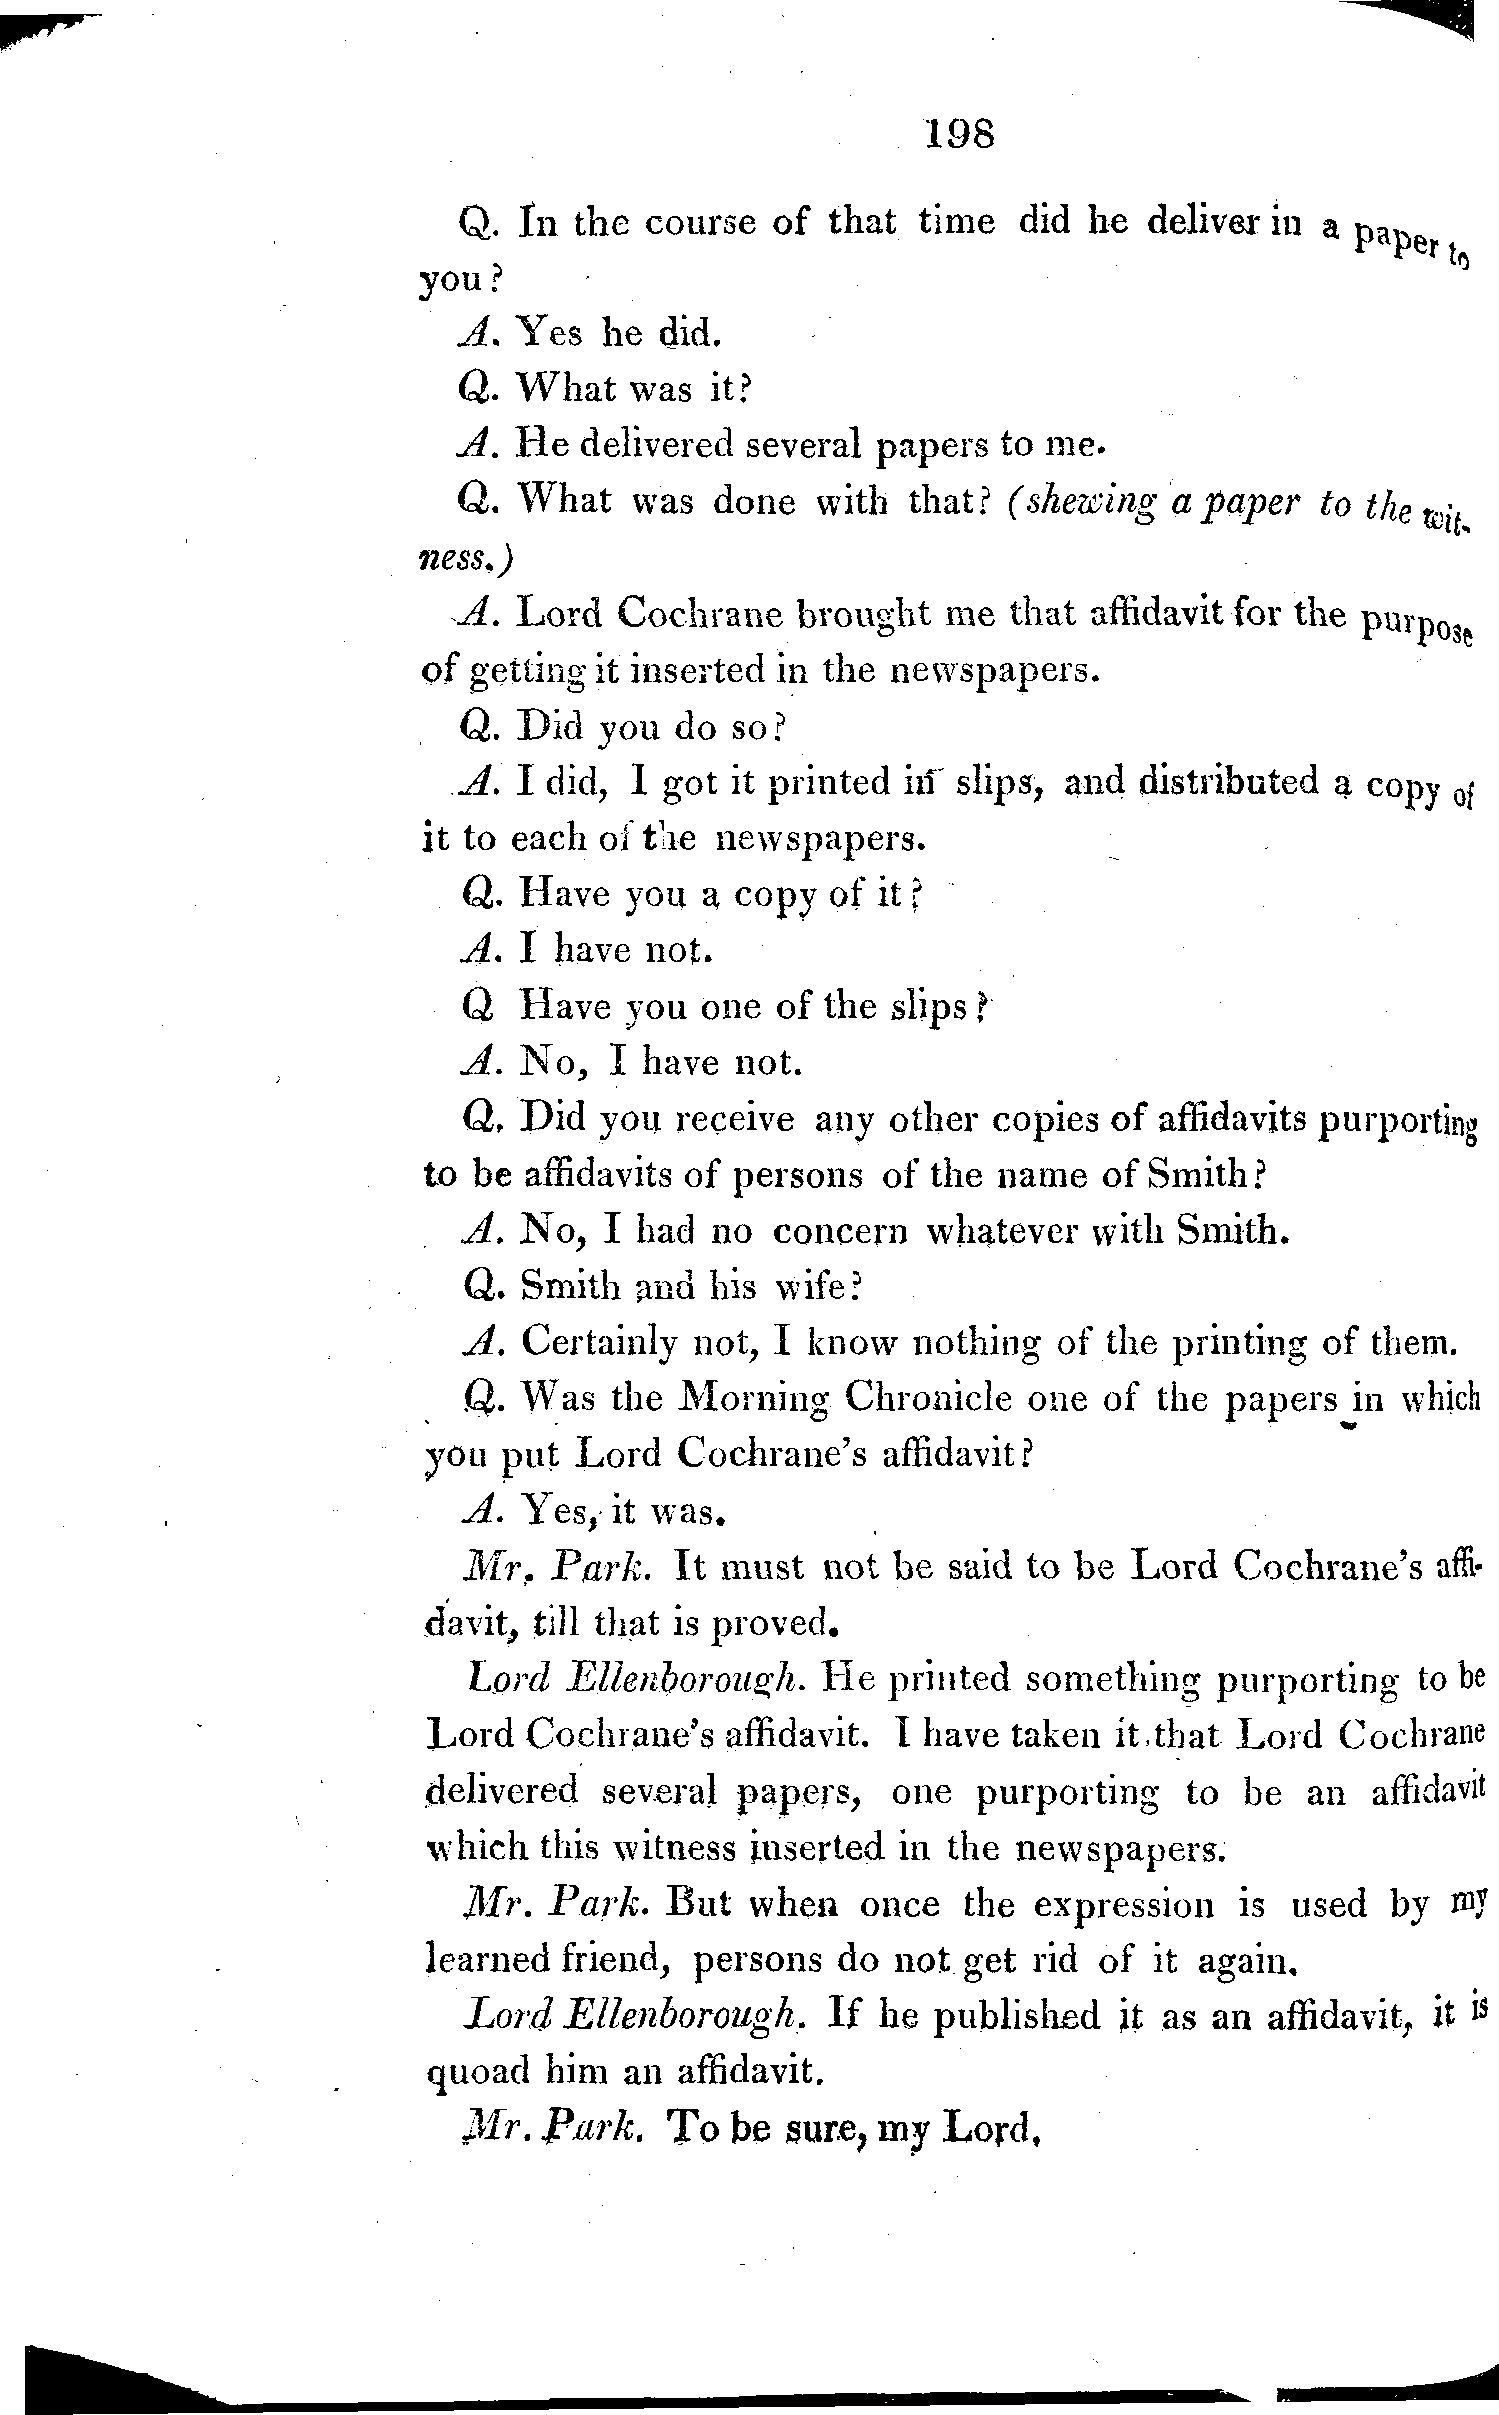 198
Q. In the course of that time did he deliver in a paper to
you?
A. Yes he did.
Q. What was it?
A. He delivered several papers to me.
Q. What was done with that? (shewing a paper to the wit-
ness.)
A. Lord Cochrane brought me that affidavit for the purpose
of getting it inserted in the newspapers.
Q. Did you do so?
A. I did, I got it printed in slips, and distributed a copy of
it to each of the newspapers.
Q. Have you a copy of it?
A. I have not.
Q Have you one of the slips?
A. No, I have not.
Q. Did you receive any other copies of affidavits purporting
to be affidavits of persons of the name of Smith?
A. No, I had no concern whatever with Smith.
Q. Smith and his wife?
A. Certainly not, I know nothing of the printing of them.
Q. Was the Morning Chronicle one of the papers in which
you put Lord Cochrane's affidavit?
A. Yes, it was.
Mr. Park. It must not be said to be Lord Cochrane's affi-
davit, till that is proved.
Lord Ellenborough. He printed something purporting to be
Lord Cochrane's affidavit. I have taken it that Lord Cochrane
delivered several papers, one purporting to be an affidavit
which this witness inserted in the newspapers.
Mr. Park. But when once the expression is used by my
learned friend, persons do not get rid of it again.
Lord Ellenborough. If he published it as an affidavit, it is
quoad him an affidavit.
Mr. Park. To be sure, my Lord.